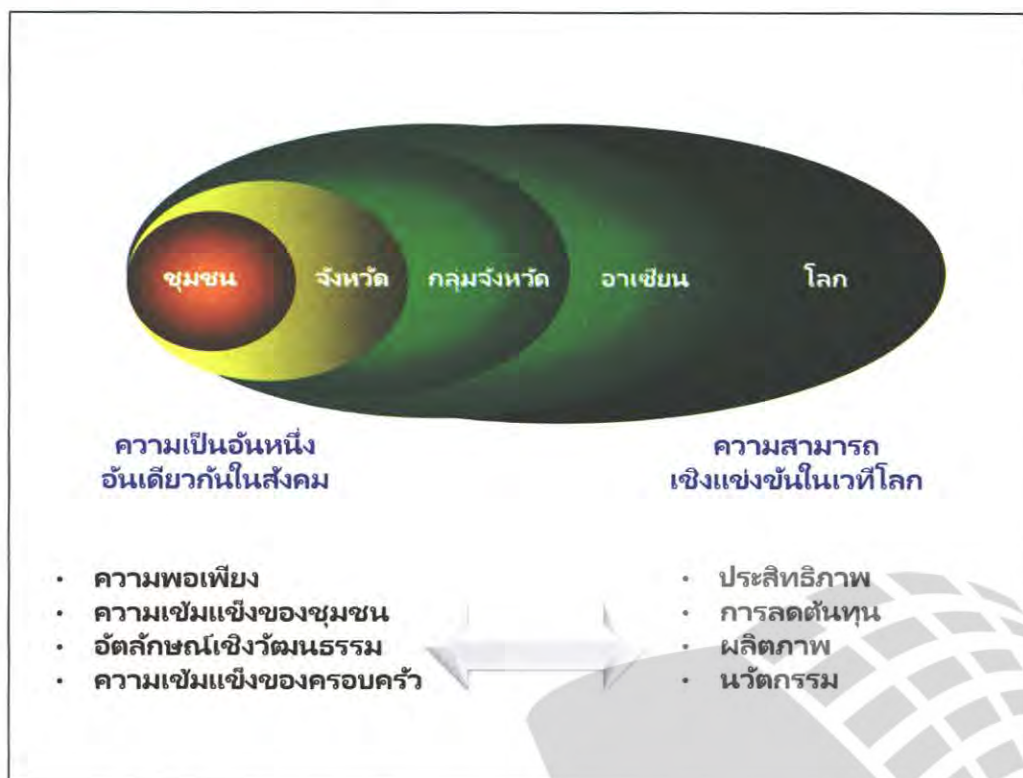 ชุมชน จังหวัด กลุ่มจังหวัด อาเซียน โลก
ความเป็นอันหนึ่ง
อันเดียวกันในสังคม
ความสามารถ
เชิงแข่งขันในเวทีโลก
• ความพอเพียง
• ความเข้มแข็งของชุมชน
• อัตลักษณ์เชิงวัฒนธรรม
• ความเข้มแข็งของครอบครัว
• ประสิทธิภาพ
• การลดต้นทุน
• ผลิตภาพ
• นวัตกรรม